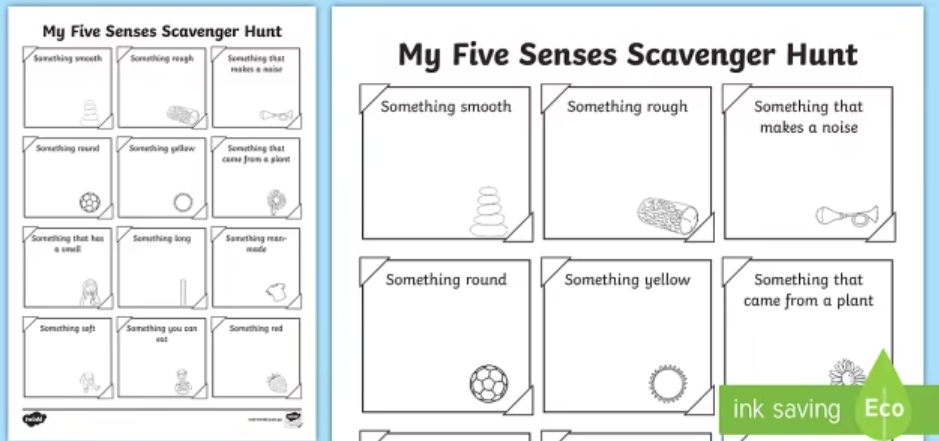 My Five Senses Scavenger Hunt
Something smooth
Something rough
Something that
makes a noise
Something round
Something yellow
Something that
came from a plant
Something that has
a smell
Something long
Something man-
made
Something soft
Something you can
eat
Something red
twinkl
My Five Senses Scavenger Hunt
Something smooth
Something rough
Something that
makes a noise
Something round
Something yellow
Something that
came from a plant
ink saving
Eco